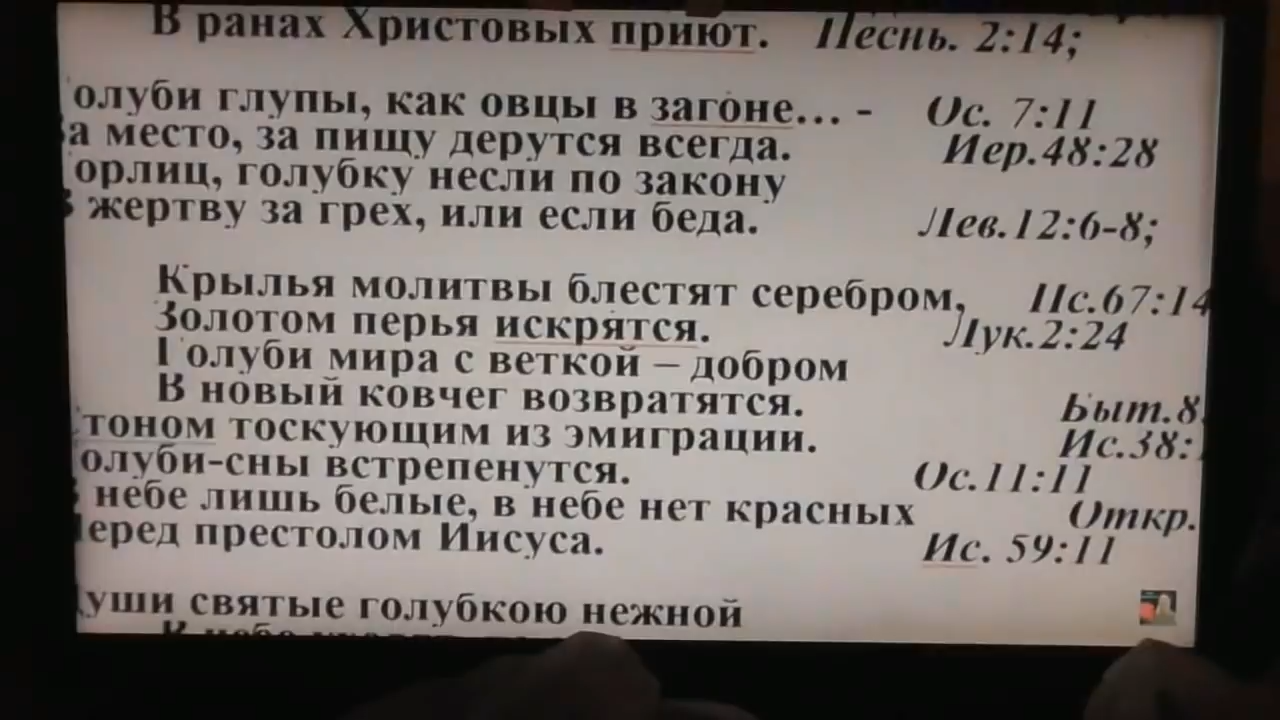 В ранах Христовых приют. Песнь. 2:14;
олуби глупы, как овцы в загоне... - Ос. 7:11
а место, за пищу дерутся всегда. Иер.48:28
орлиц, голубку несли по закону
жертву за грех, или если беда. Лев.12:6-8;
Крылья молитвы блестят серебром, Пс.67:14
Золотом перья искрятся. Лук.2:24
Голуби мира с веткой – добром
В новый ковчег возвратятся. Быт.8
тоном тоскующим из эмиграции. Ис.38:
олуби-сны встрепенутся. Ос.11:11
небе лишь белые, в небе нет красных Откр.
еред престолом Иисуса. Ис. 59:11
уши святые голубкою нежной